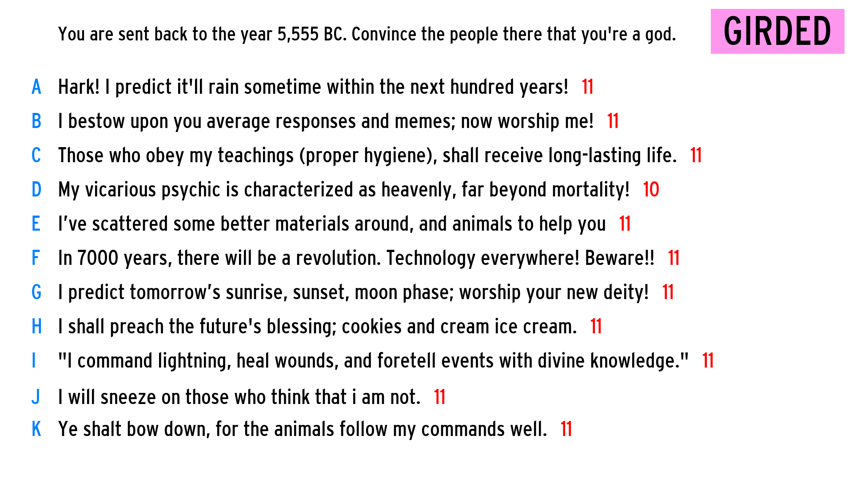 You are sent back to the year 5,555 BC. Convince the people there that you're a god.
GIRDED
A Hark! I predict it'll rain sometime within the next hundred years! 11
B I bestow upon you average responses and memes; now worship me! 11
C Those who obey my teachings (proper hygiene), shall receive long-lasting life. 11
D My vicarious psychic is characterized as heavenly, far beyond mortality! 10
E I’ve scattered some better materials around, and animals to help you 11
F In 7000 years, there will be a revolution. Technology everywhere! Beware!! 11
G I predict tomorrow’s sunrise, sunset, moon phase; worship your new deity! 11
H I shall preach the future's blessing; cookies and cream ice cream. 11
I "I command lightning, heal wounds, and foretell events with divine knowledge." 11
J I will sneeze on those who think that i am not. 11
K Ye shalt bow down, for the animals follow my commands well. 11